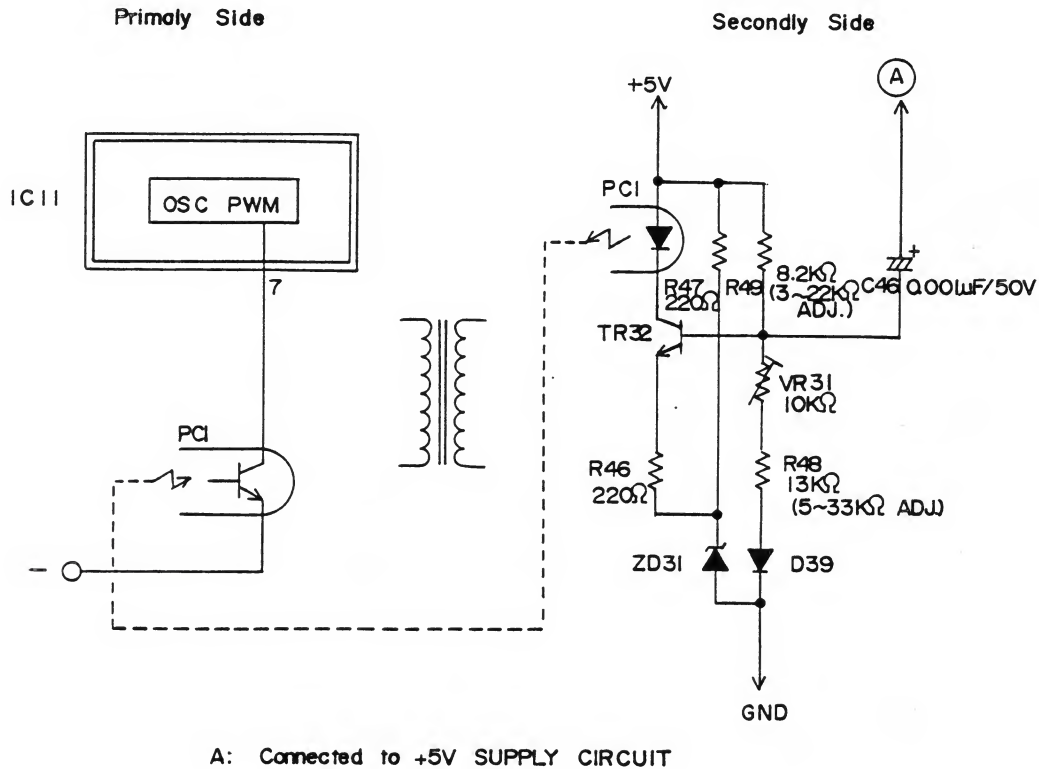 Primaly Side
Secondly Side
A
+5V
IC11
OSC PWM
7
PC1
R47
220Ω
R49
8.2KΩ
(3~22KΩ
ADJ.)
C46
+
0.001µF/50V
TR32
VR31
10KΩ
PC1
R46
220Ω
R48
13KΩ
(5~33KΩ ADJ.)
ZD31
D39
-
GND
A: Connected to +5V SUPPLY CIRCUIT